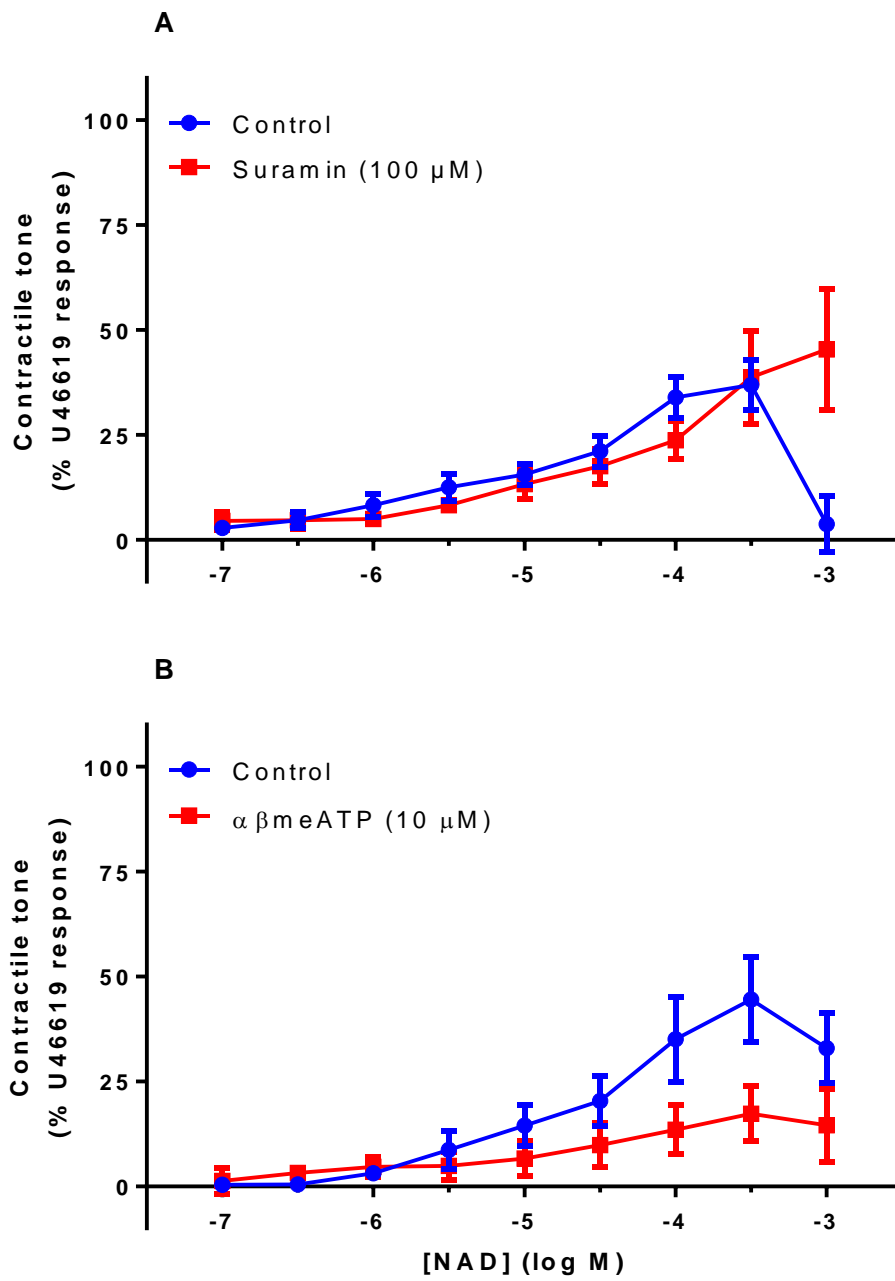 A
Contractile tone
(% U46619 response)
100
75
50
25
0
Control
Suramin (100 µM)
-7
-6
-5
-4
-3
B
Contractile tone
(% U46619 response)
100
75
50
25
0
Control
α βmeATP (10 μM)
-7
-6
-5
-4
-3
[NAD] (log M)